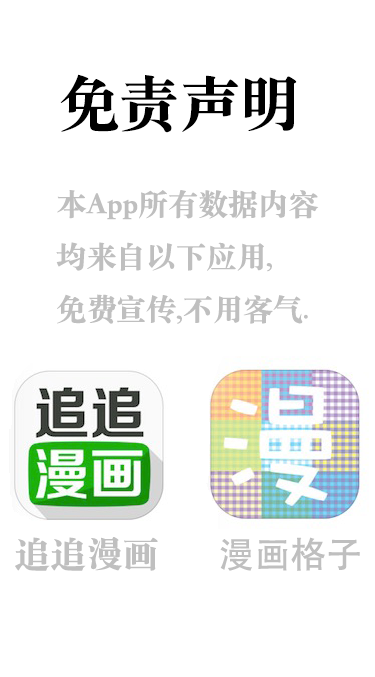 免责声明
本App所有数据内容
均来自以下应用,
免费宣传,不用客气.
追追
漫画
漫
追追漫画
漫画格子